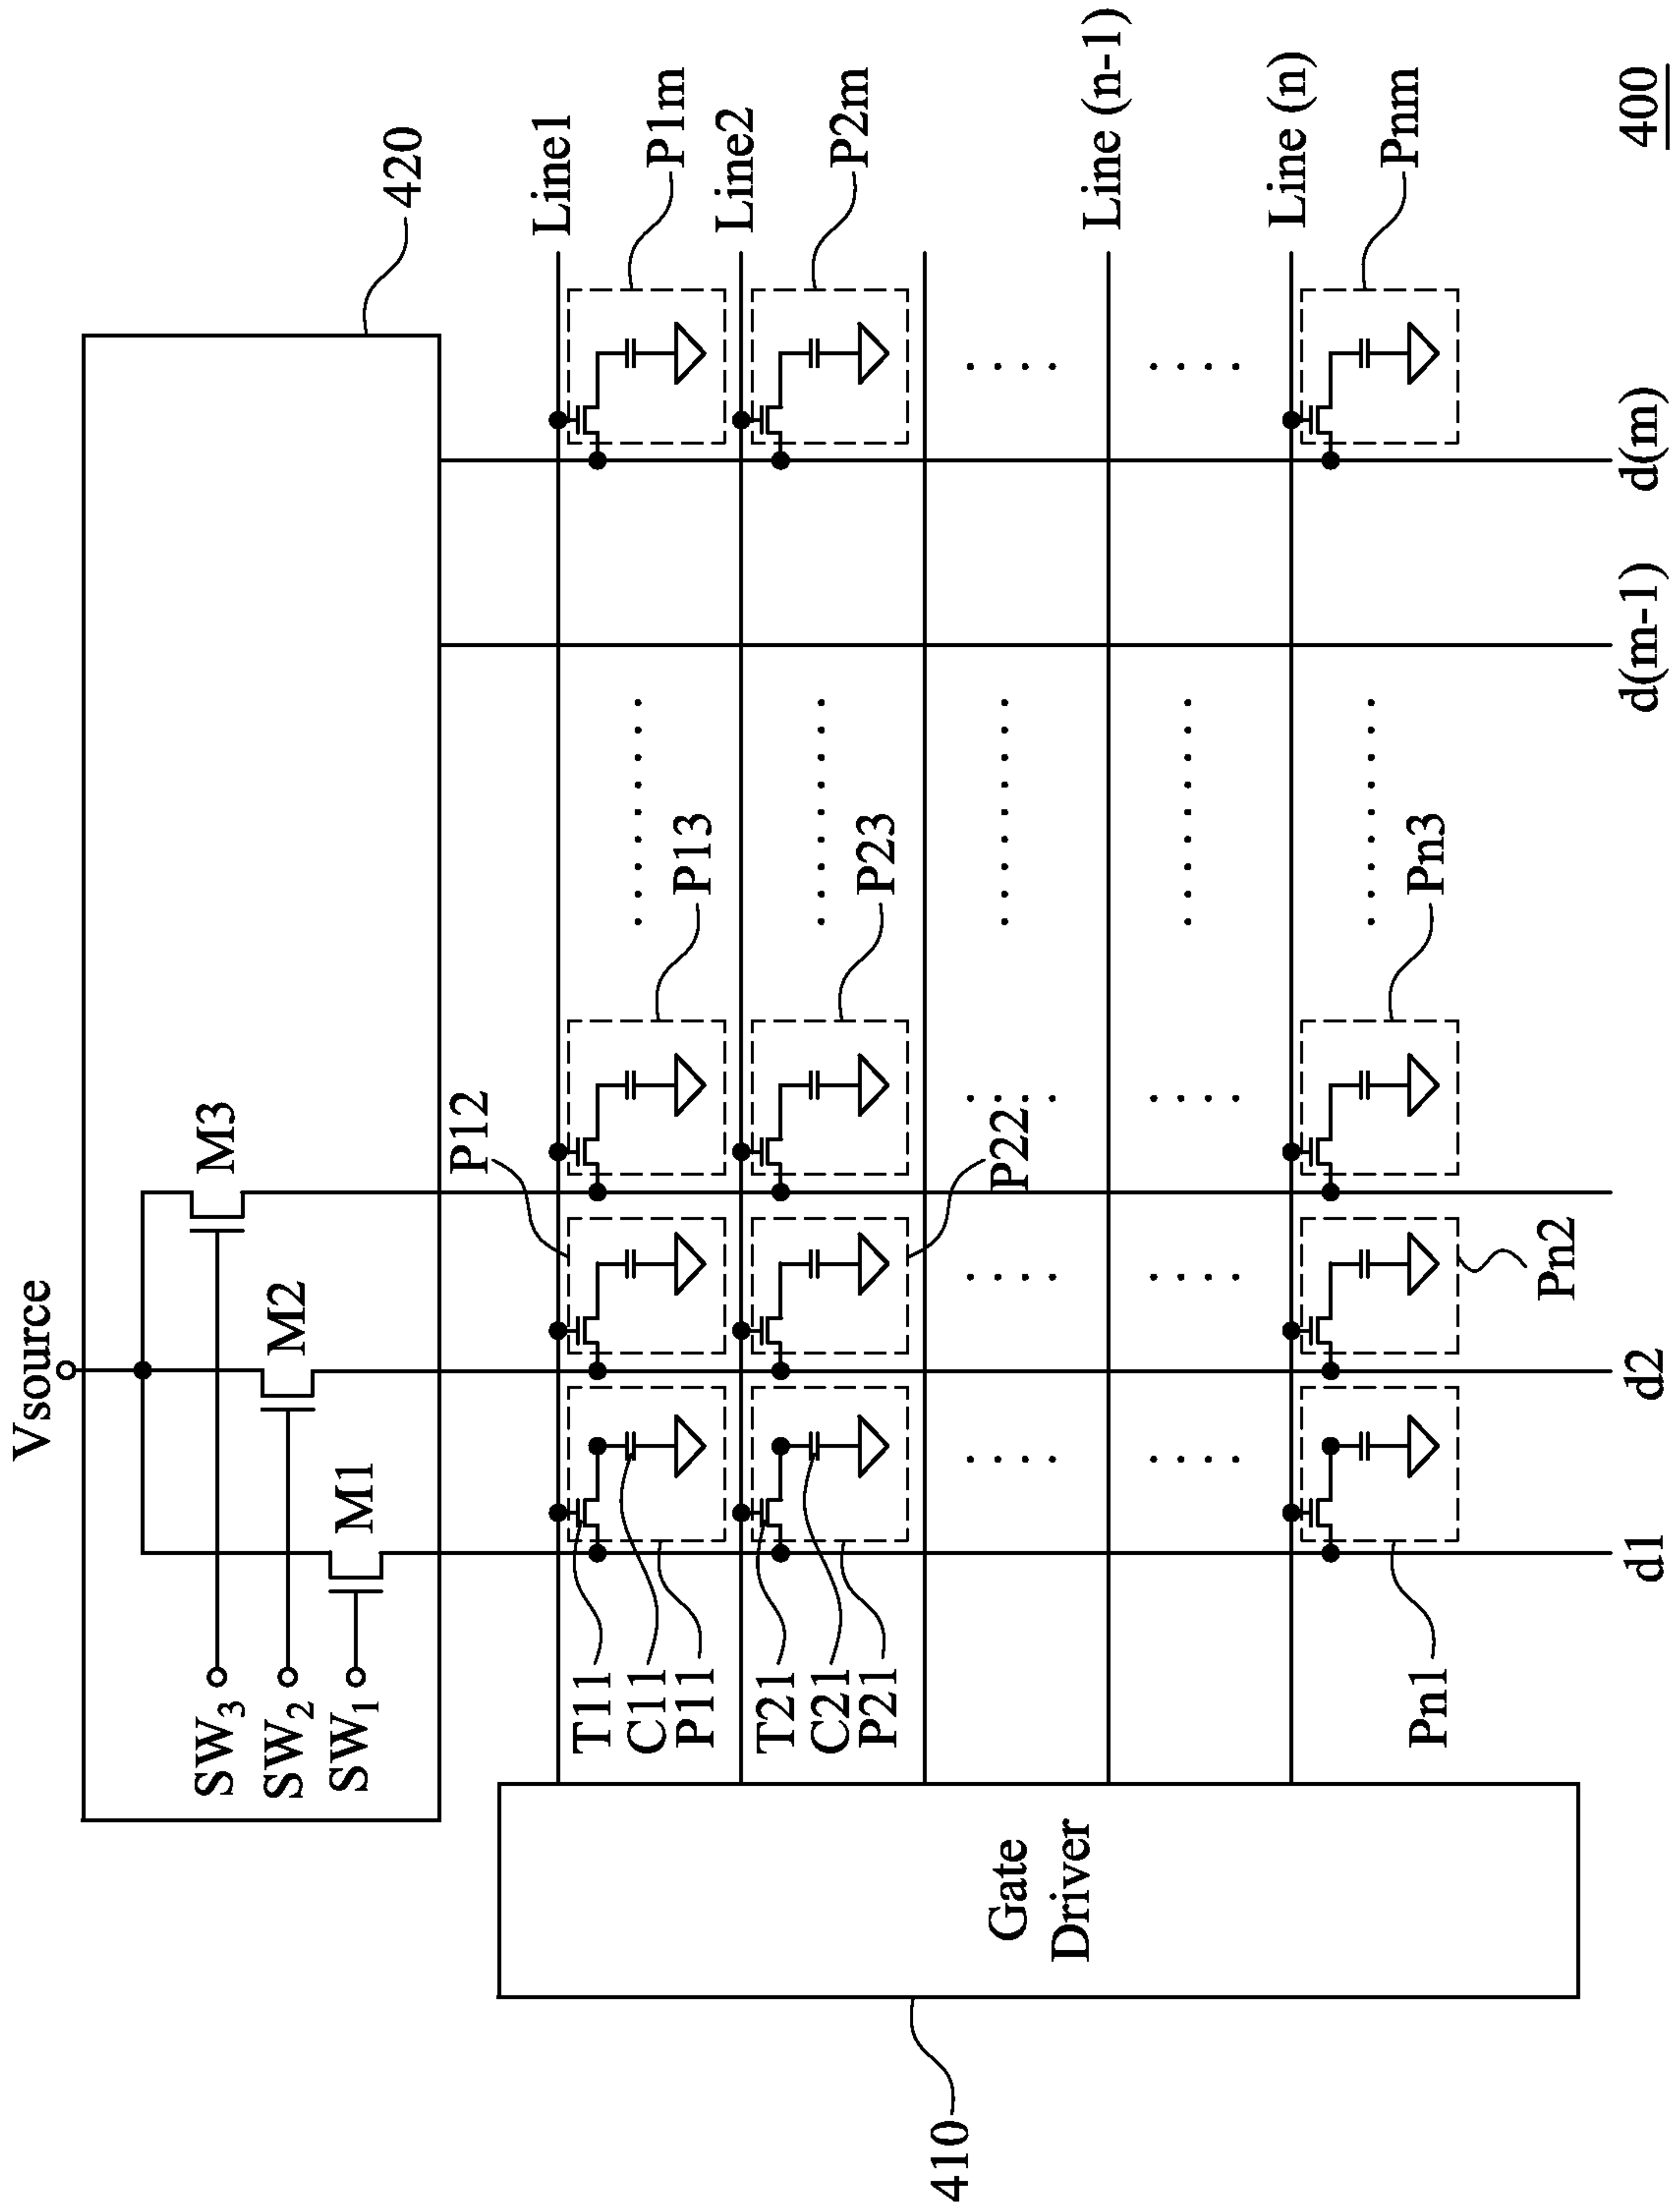 Vsource
M1
M2
M3
SW₃
SW₂
SW₁
420
P12
Line1
T11
C11
P11
P13
P1m
Line2
T21
C21
P21
P22
P23
P2m
Line (n-1)
Line (n)
Pn1
Pn2
Pn3
Pnm
Gate
Driver
410
d1
d2
d(m-1)
d(m)
400